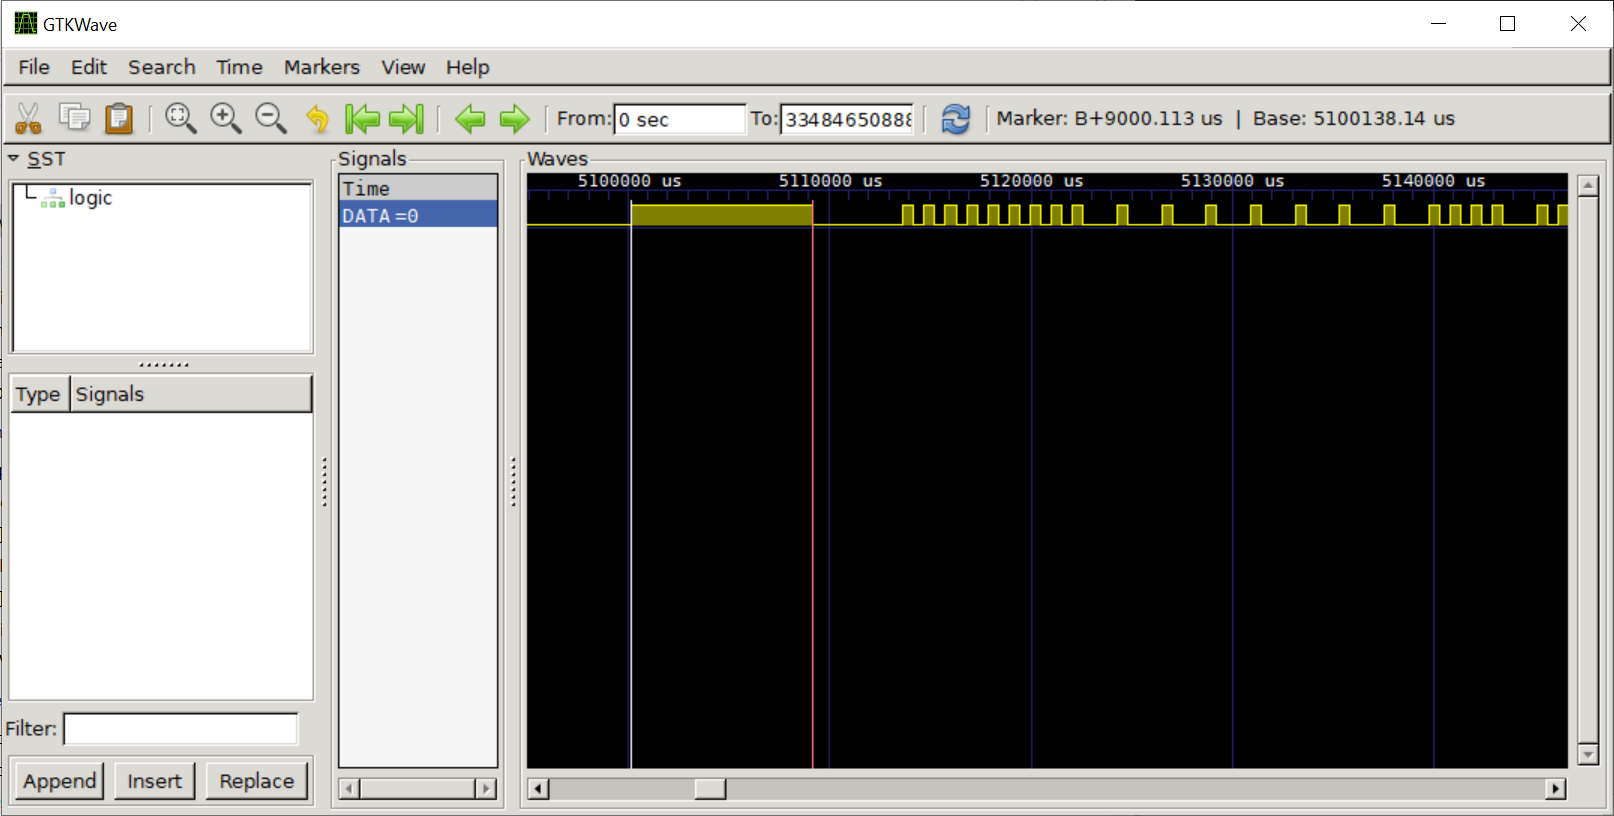 GTKWave
File Edit Search Time Markers View Help
From: 0 sec To: 33484650888 Marker: B+9000.113 us | Base: 5100138.14 us
SST
logic
Type Signals
Filter:
Append Insert Replace
Signals
Time
DATA=0
Waves
5100000 us 5110000 us 5120000 us 5130000 us 5140000 us